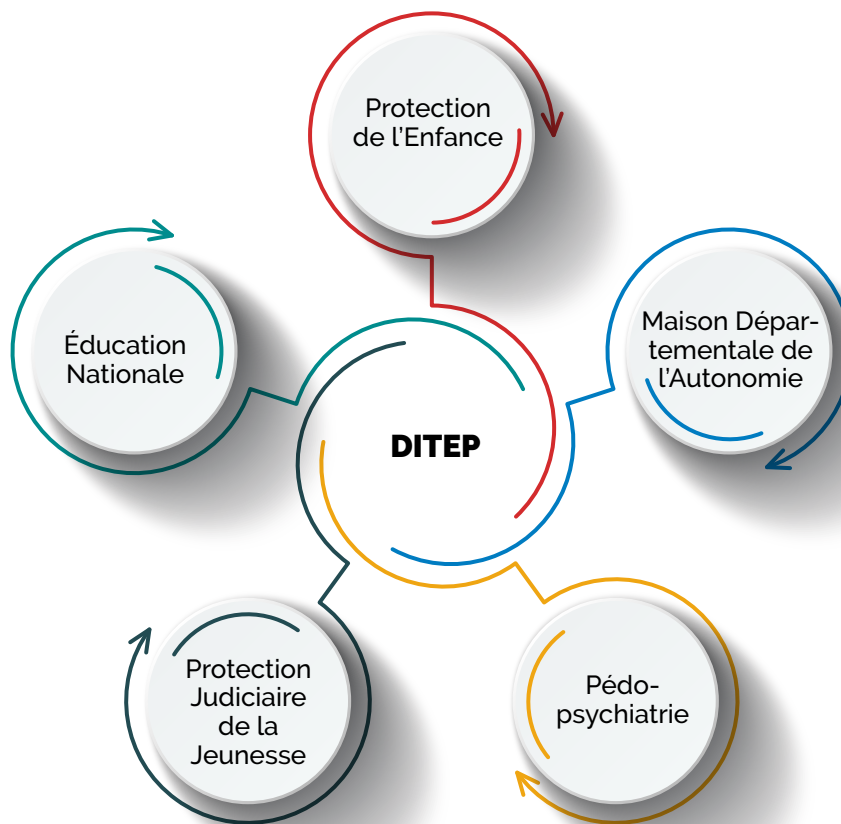 Protection
de l'Enfance
Maison Dépar-
tementale de
l'Autonomie
Éducation
Nationale
DITEP
Protection
Judiciaire
de la
Jeunesse
Pédo-
psychiatrie